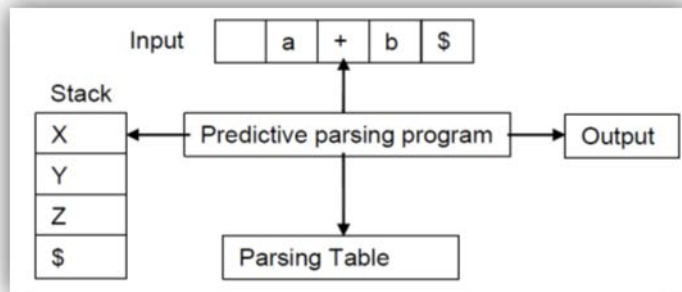 Input a + b $
Stack
X Predictive parsing program Output
Y
Z
$ Parsing Table